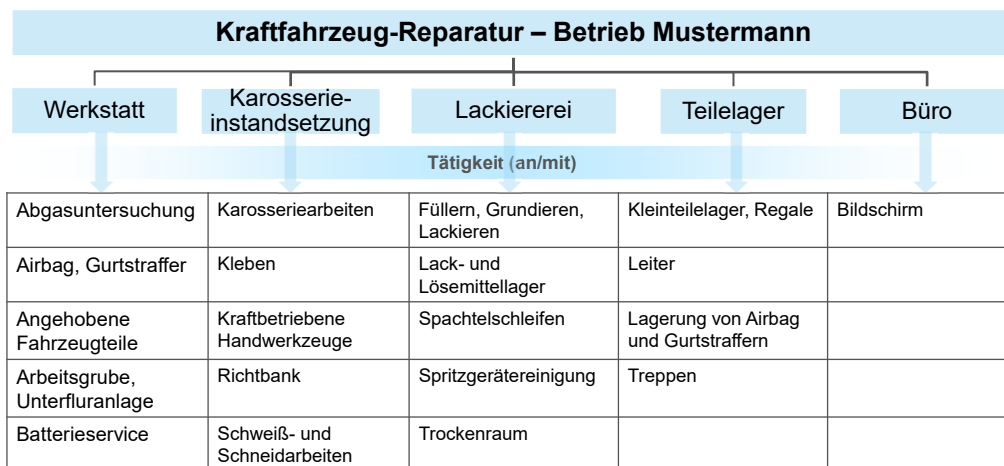 Kraftfahrzeug-Reparatur – Betrieb Mustermann
Werkstatt
Karosserie-
instandsetzung
Lackiererei
Teilelager
Büro
Tätigkeit (an/mit)
Abgasuntersuchung
Karosseriearbeiten
Füllern, Grundieren,
Lackieren
Kleinteilelager, Regale
Bildschirm
Airbag, Gurtstraffer
Kleben
Lack- und
Lösemittellager
Leiter
Angehobene
Fahrzeugteile
Kraftbetriebene
Handwerkzeuge
Spachtelschleifen
Lagerung von Airbag
und Gurtstraffern
Arbeitsgrube,
Unterfluranlage
Richtbank
Spritzgerätereinigung
Treppen
Batterieservice
Schweiß- und
Schneidarbeiten
Trockenraum